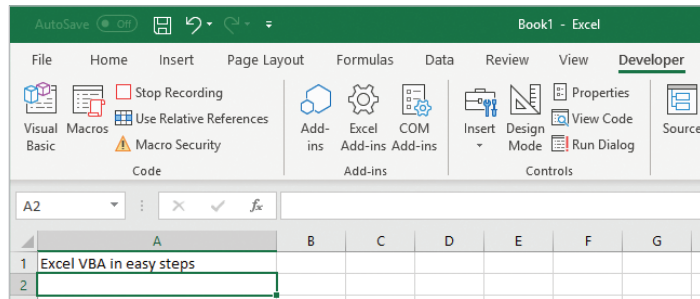 AutoSave Off Book1 - Excel
File Home Insert Page Layout Formulas Data Review View Developer
Visual Basic
Macros
Stop Recording
Use Relative References
Macro Security
Code
Add-ins
Excel Add-ins
COM Add-ins
Add-ins
Insert
Design Mode
Properties
View Code
Run Dialog
Controls
Source
A2 fx
A B C D E F G
1 Excel VBA in easy steps
2